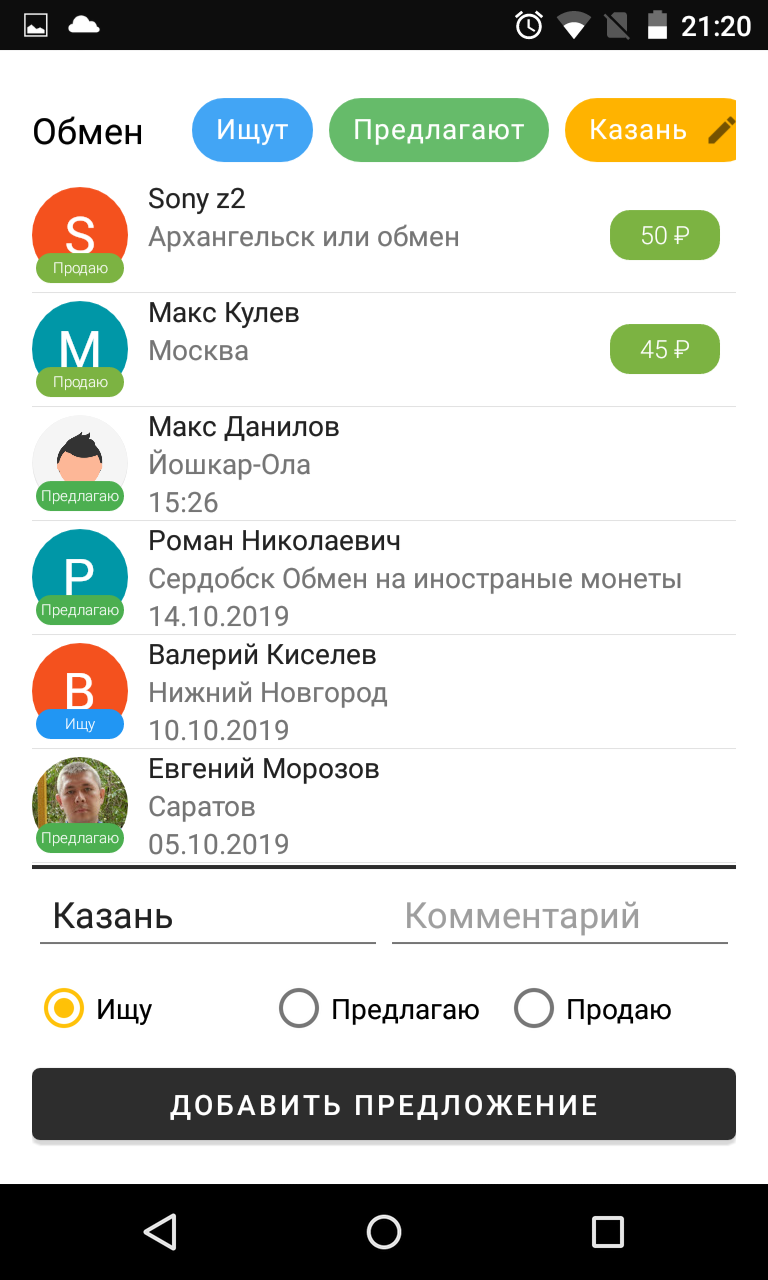 21:20
Обмен Ищут Предлагают Казань
S Sony z2
Архангельск или обмен 50 ₽
Продаю
М Макс Кулев
Москва 45 ₽
Продаю
Макс Данилов
Йошкар-Ола
Предлагаю 15:26
Р Роман Николаевич
Сердобск Обмен на иностраные монеты
Предлагаю 14.10.2019
В Валерий Киселев
Нижний Новгород
Ищу 10.10.2019
Евгений Морозов
Саратов
Предлагаю 05.10.2019
Казань Комментарий
Ищу Предлагаю Продаю
ДОБАВИТЬ ПРЕДЛОЖЕНИЕ